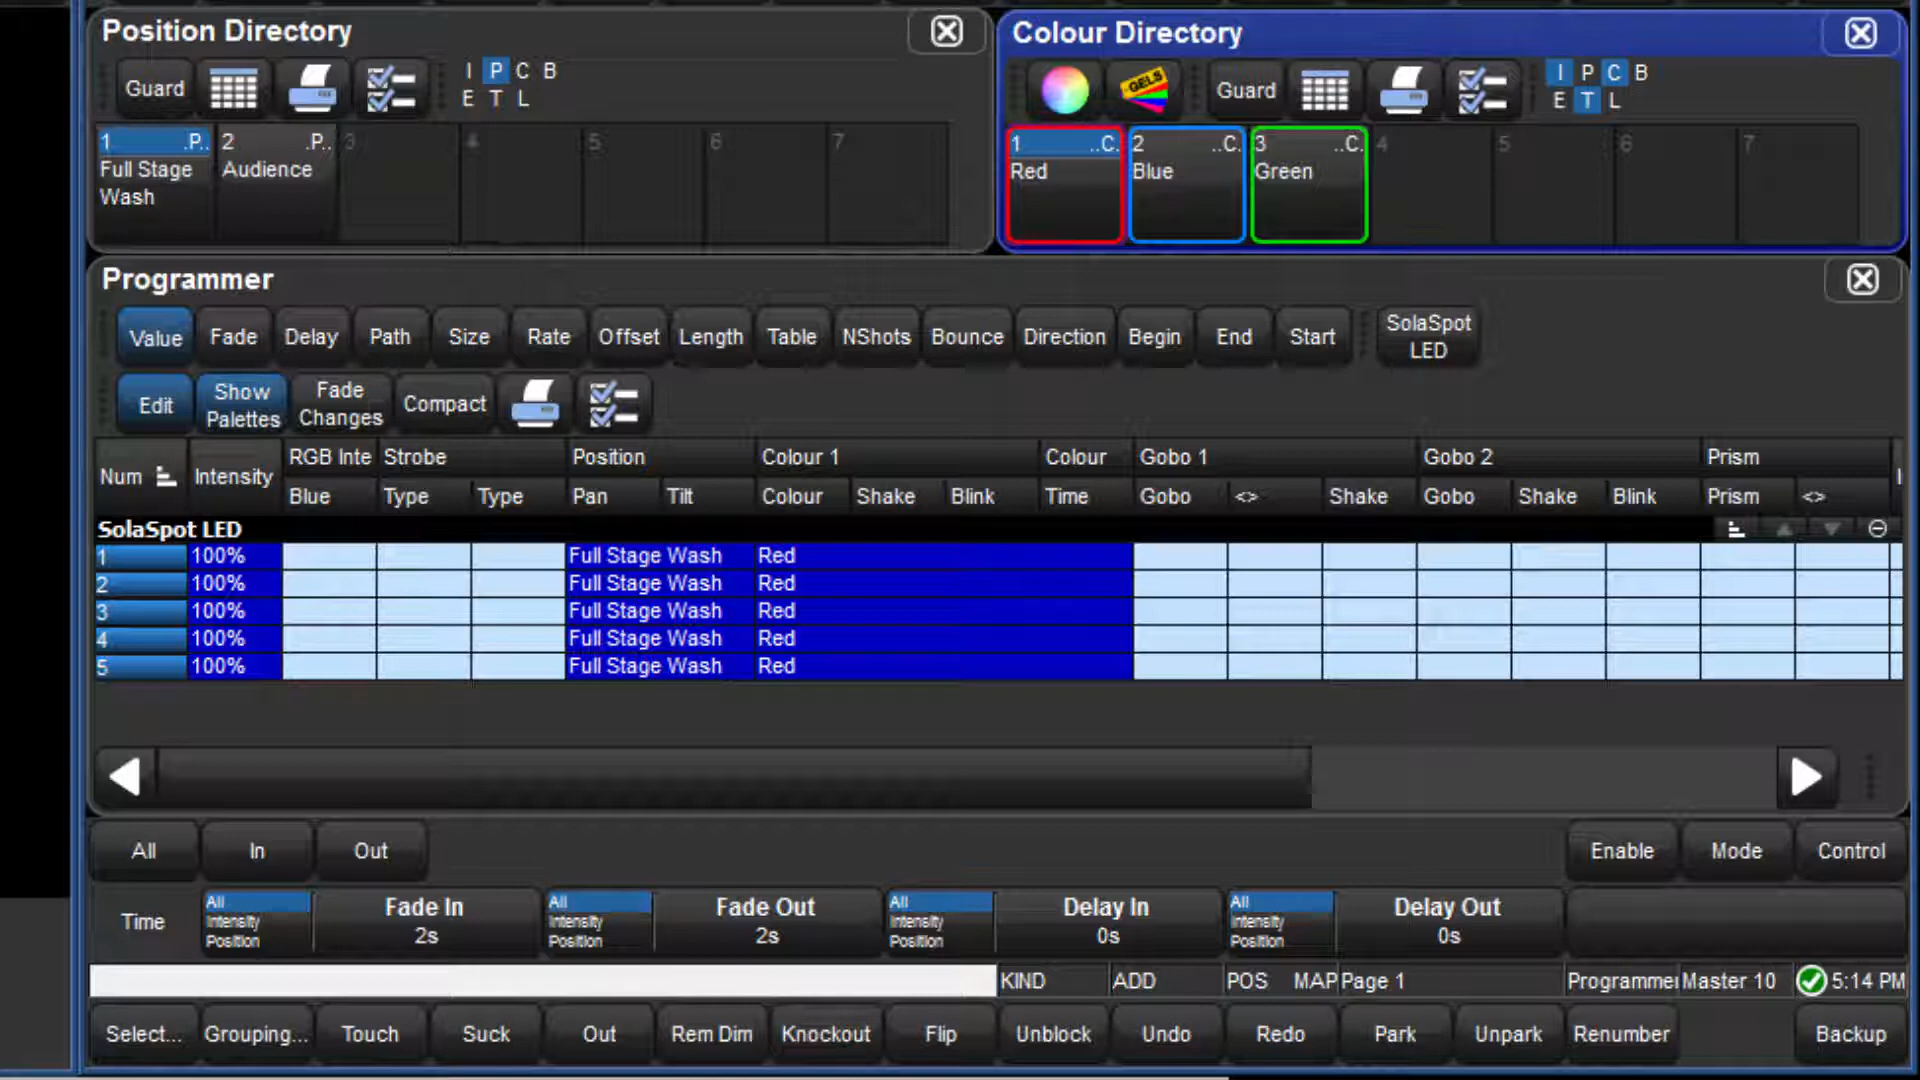 Position Directory
Guard
I P C B
E T L
1 .P..
Full Stage
Wash
2 .P..
Audience
3
4
5
6
7
Colour Directory
GELS
Guard
I P C B
E T L
1 ..C.
Red
2 ..C.
Blue
3 ..C.
Green
4
5
6
7
Programmer
Value Fade Delay Path Size Rate Offset Length Table NShots Bounce Direction Begin End Start SolaSpot LED
Edit Show Palettes Fade Changes Compact
Num Intensity RGB Inte Strobe Position Colour 1 Colour Gobo 1 Gobo 2 Prism
Blue Type Type Pan Tilt Colour Shake Blink Time Gobo <> Shake Gobo Shake Blink Prism <>
SolaSpot LED
1 100% Full Stage Wash Red
2 100% Full Stage Wash Red
3 100% Full Stage Wash Red
4 100% Full Stage Wash Red
5 100% Full Stage Wash Red
All In Out Enable Mode Control
Time
All
Intensity
Position
Fade In
2s
All
Intensity
Position
Fade Out
2s
All
Intensity
Position
Delay In
0s
All
Intensity
Position
Delay Out
0s
KIND ADD POS MAP Page 1 Programmer Master 10 5:14 PM
Select... Grouping... Touch Suck Out Rem Dim Knockout Flip Unblock Undo Redo Park Unpark Renumber Backup